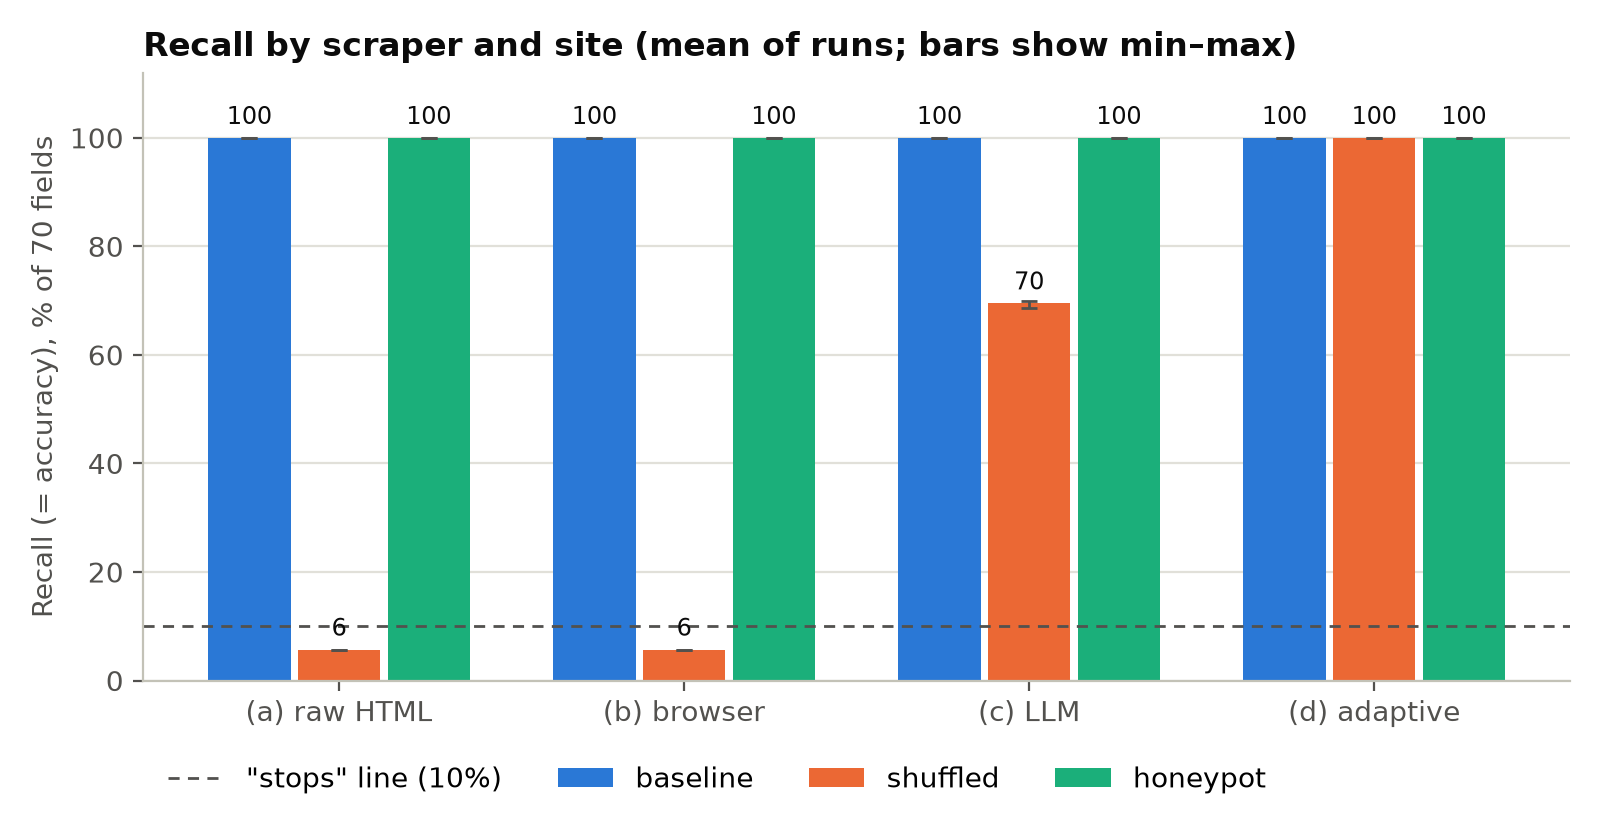 Recall by scraper and site (mean of runs; bars show min–max)
Recall (= accuracy), % of 70 fields
100
80
60
40
20
0
100 6 100 100 6 100 100 70 100 100 100 100
(a) raw HTML (b) browser (c) LLM (d) adaptive
"stops" line (10%) baseline shuffled honeypot